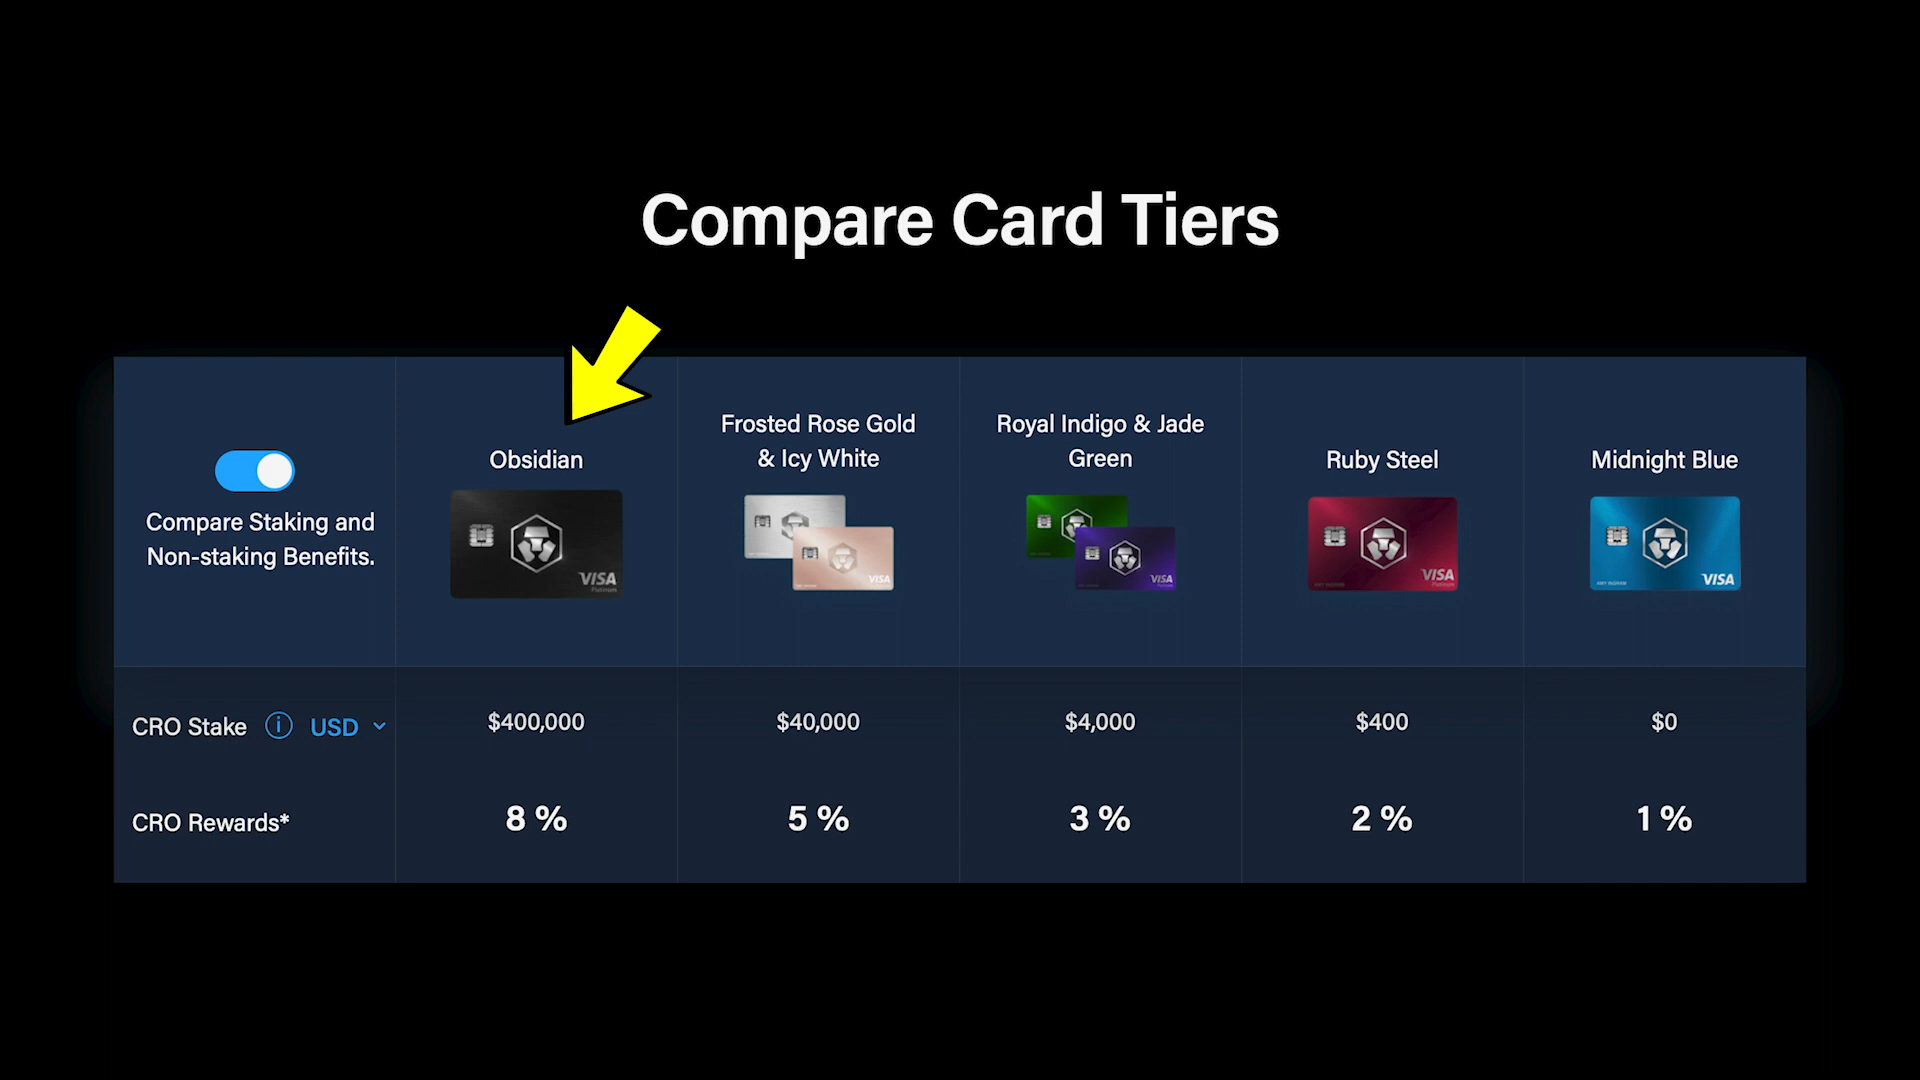 Compare Card Tiers
Compare Staking and
Non-staking Benefits.
Obsidian
VISA
Platinum
Frosted Rose Gold
& Icy White
VISA
Royal Indigo & Jade
Green
VISA
Ruby Steel
VISA
Platinum
Midnight Blue
VISA
CRO Stake USD
$400,000
$40,000
$4,000
$400
$0
CRO Rewards*
8 %
5 %
3 %
2 %
1 %